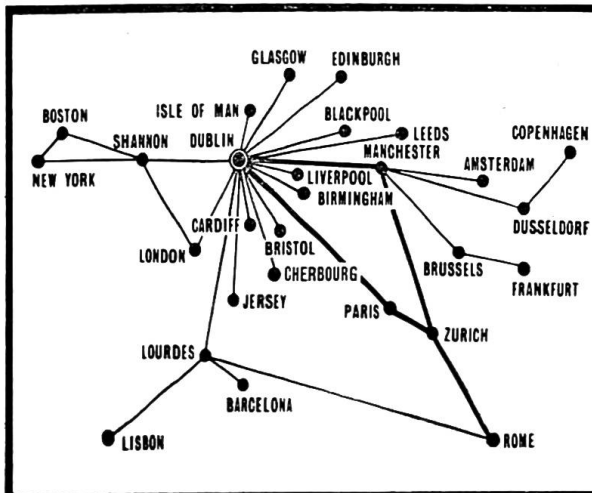 GLASGOW
EDINBURGH
ISLE OF MAN
BLACKPOOL
BOSTON
LEEDS
COPENHAGEN
SHANNON
DUBLIN
MANCHESTER
NEW YORK
LIVERPOOL
AMSTERDAM
BIRMINGHAM
CARDIFF
DUSSELDORF
BRISTOL
LONDON
BRUSSELS
CHERBOURG
FRANKFURT
JERSEY
PARIS
ZURICH
LOURDES
BARCELONA
LISBON
ROME